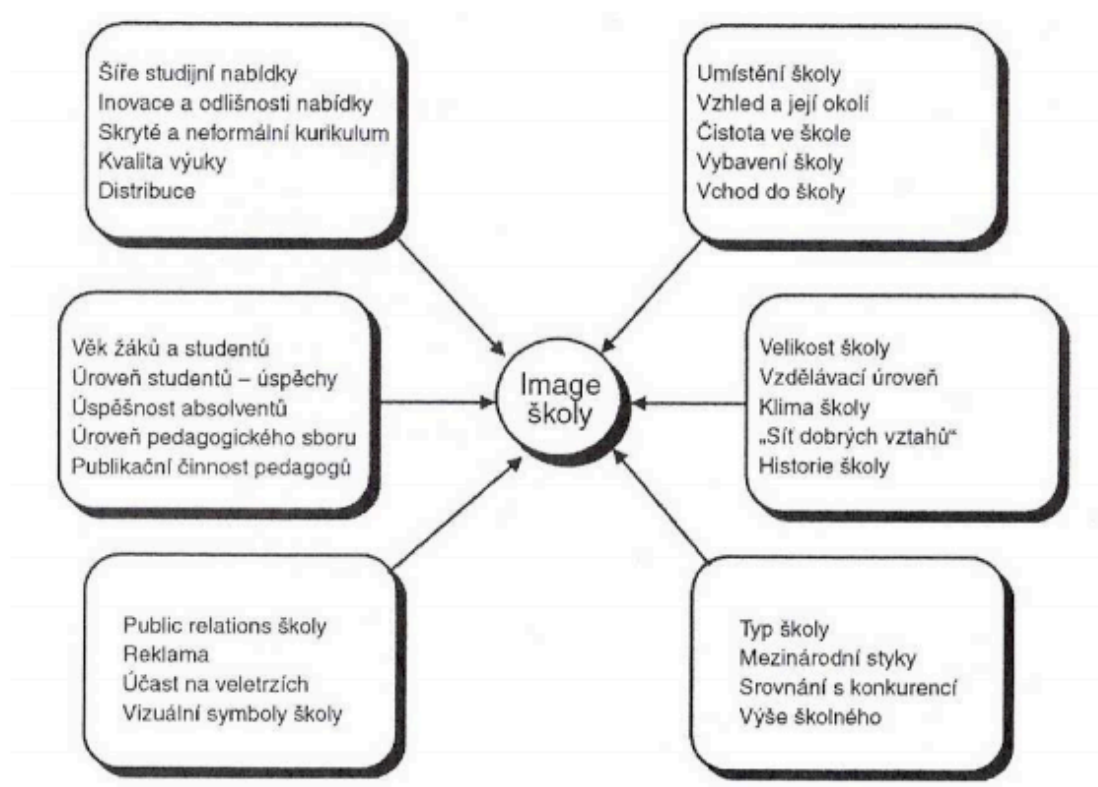 Šíře studijní nabídky
Inovace a odlišnosti nabídky
Skryté a neformální kurikulum
Kvalita výuky
Distribuce
Umístění školy
Vzhled a její okolí
Čistota ve škole
Vybavení školy
Vchod do školy
Věk žáků a studentů
Úroveň studentů – úspěchy
Úspěšnost absolventů
Úroveň pedagogického sboru
Publikační činnost pedagogů
Image
školy
Velikost školy
Vzdělávací úroveň
Klima školy
„Síť dobrých vztahů“
Historie školy
Public relations školy
Reklama
Účast na veletrzích
Vizuální symboly školy
Typ školy
Mezinárodní styky
Srovnání s konkurencí
Výše školného